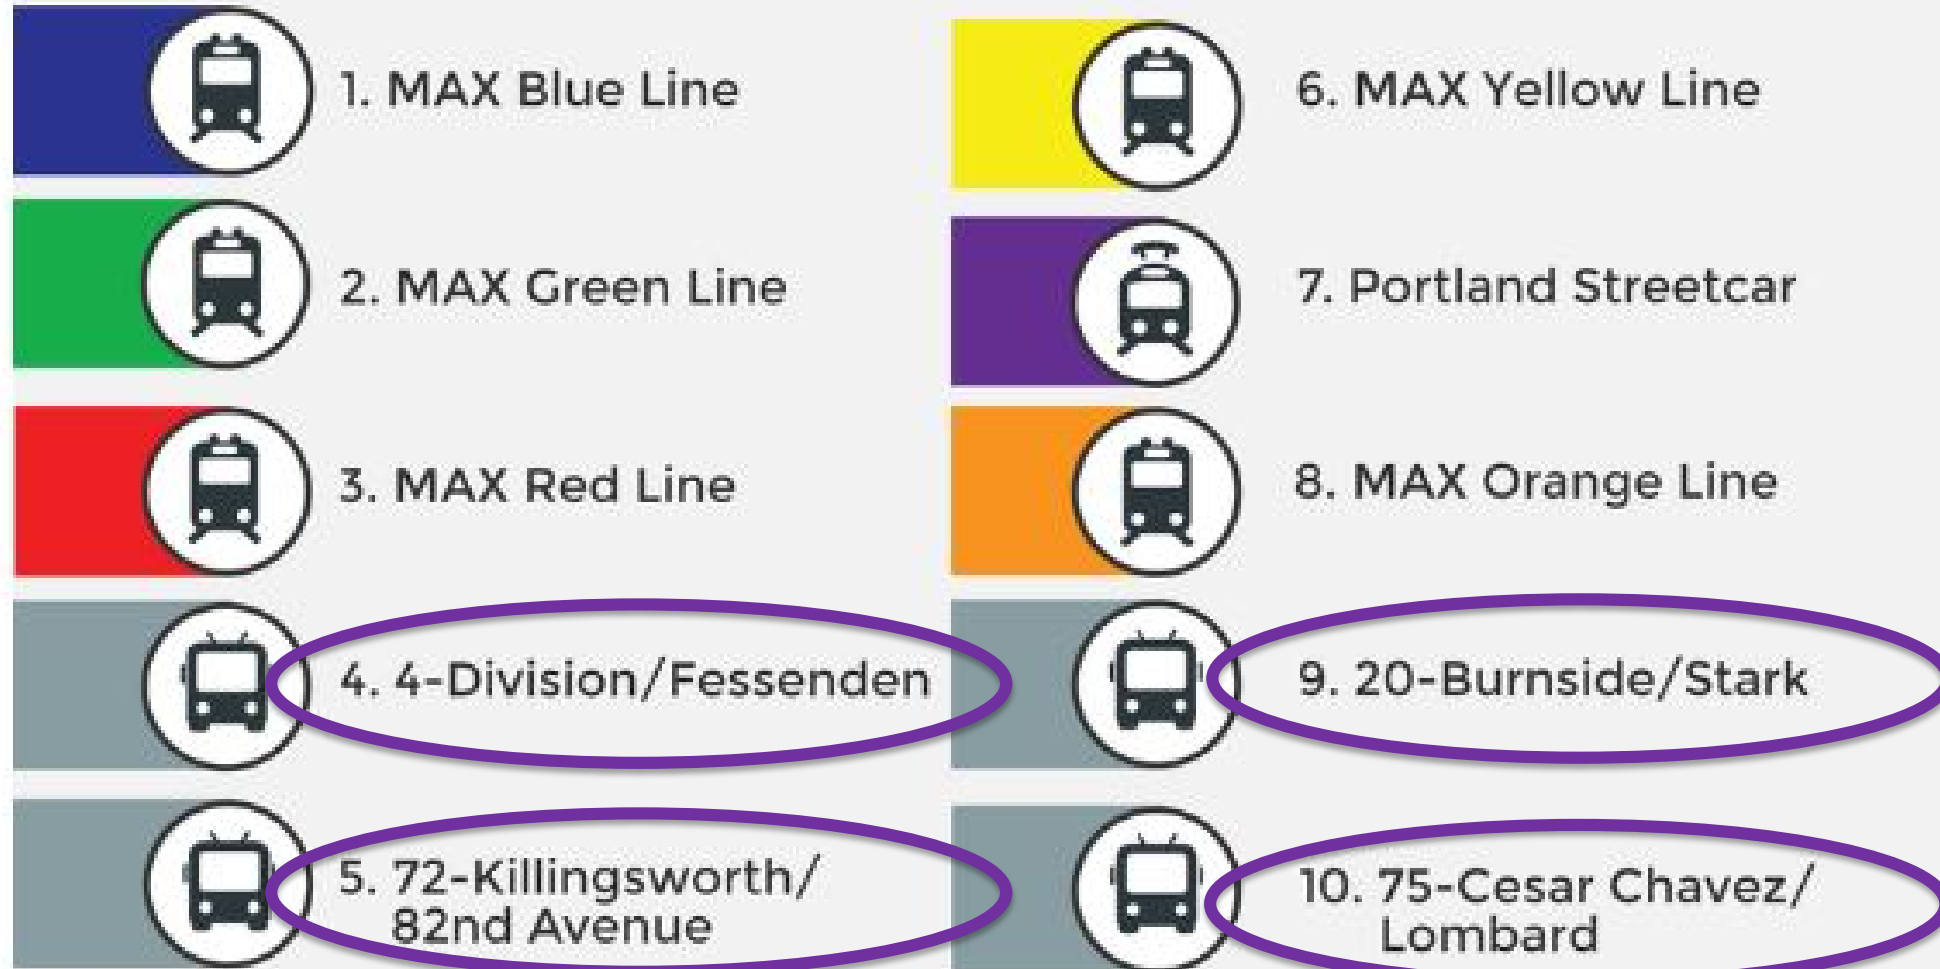 1. MAX Blue Line
2. MAX Green Line
3. MAX Red Line
4. 4-Division/Fessenden
5. 72-Killingsworth/
82nd Avenue
6. MAX Yellow Line
7. Portland Streetcar
8. MAX Orange Line
9. 20-Burnside/Stark
10. 75-Cesar Chavez/
Lombard